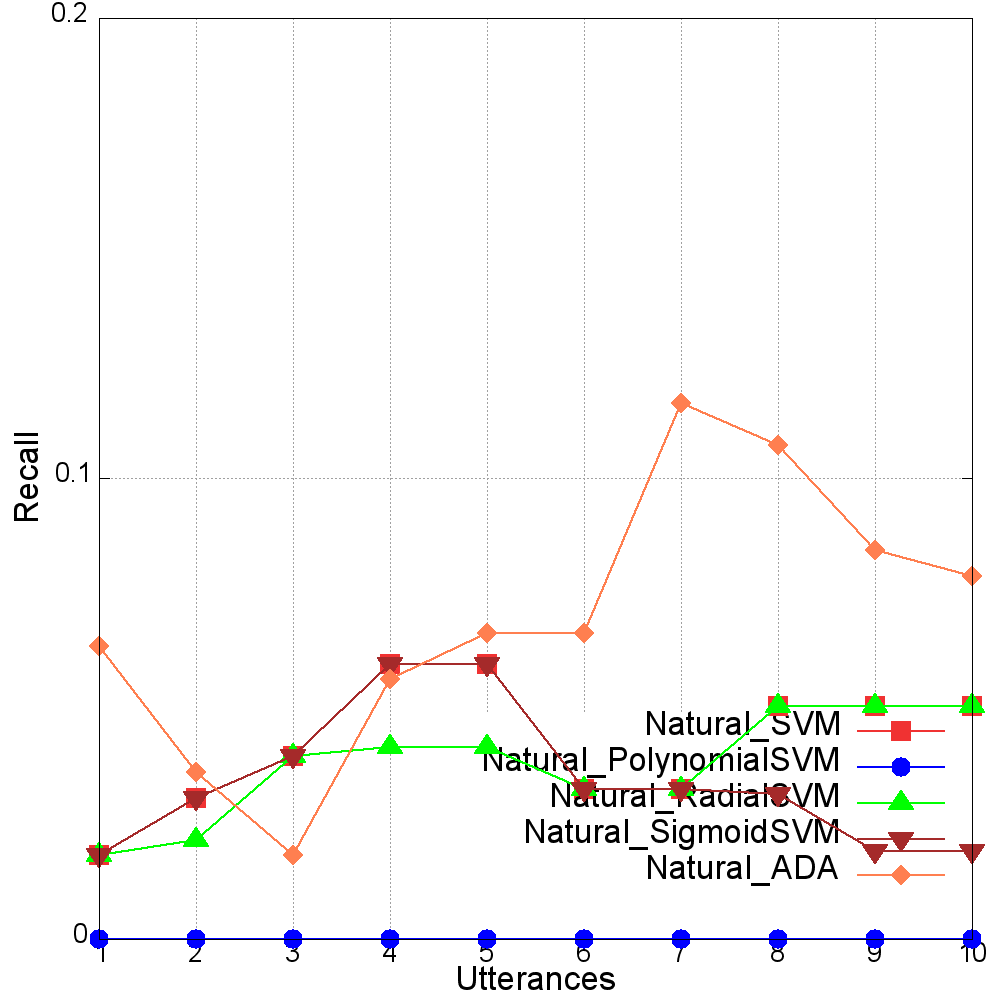 0.2
0.1
0
Recall
1 2 3 4 5 6 7 8 9 10
Utterances
Natural_SVM
Natural_PolynomialSVM
Natural_RadialSVM
Natural_SigmoidSVM
Natural_ADA